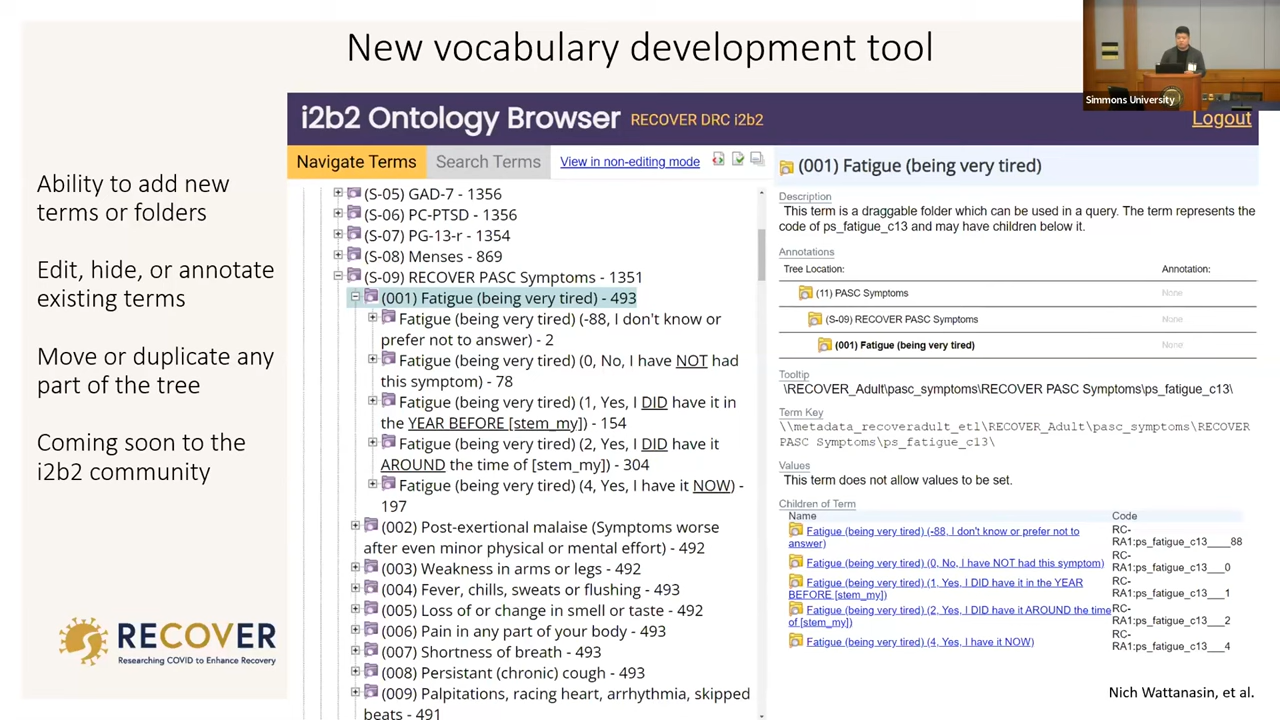 New vocabulary development tool
Simmons University
i2b2 Ontology Browser RECOVER DRC i2b2
Logout
Navigate Terms
Search Terms
View in non-editing mode
Ability to add new
terms or folders
Edit, hide, or annotate
existing terms
Move or duplicate any
part of the tree
Coming soon to the
i2b2 community
RECOVER
Researching COVID to Enhance Recovery
(S-05) GAD-7 - 1356
(S-06) PC-PTSD - 1356
(S-07) PG-13-r - 1354
(S-08) Menses - 869
(S-09) RECOVER PASC Symptoms - 1351
(001) Fatigue (being very tired) - 493
Fatigue (being very tired) (-88, I don't know or
prefer not to answer) - 2
Fatigue (being very tired) (0, No, I have NOT had
this symptom) - 78
Fatigue (being very tired) (1, Yes, I DID have it in
the YEAR BEFORE [stem_my]) - 154
Fatigue (being very tired) (2, Yes, I DID have it
AROUND the time of [stem_my]) - 304
Fatigue (being very tired) (4, Yes, I have it NOW) -
197
(002) Post-exertional malaise (Symptoms worse
after even minor physical or mental effort) - 492
(003) Weakness in arms or legs - 492
(004) Fever, chills, sweats or flushing - 493
(005) Loss of or change in smell or taste - 492
(006) Pain in any part of your body - 493
(007) Shortness of breath - 493
(008) Persistant (chronic) cough - 493
(009) Palpitations, racing heart, arrhythmia, skipped
beats - 491
(001) Fatigue (being very tired)
Description
This term is a draggable folder which can be used in a query. The term represents the
code of ps_fatigue_c13 and may have children below it.
Annotations
Tree Location:
Annotation:
(11) PASC Symptoms
None
(S-09) RECOVER PASC Symptoms
None
(001) Fatigue (being very tired)
None
Tooltip
\RECOVER_Adult\pasc_symptoms\RECOVER PASC Symptoms\ps_fatigue_c13\
Term Key
\\metadata_recoveradult_etl\RECOVER_Adult\pasc_symptoms\RECOVER
PASC Symptoms\ps_fatigue_c13\
Values
This term does not allow values to be set.
Children of Term
Name
Code
Fatigue (being very tired) (-88, I don't know or prefer not to
answer)
RC-
RA1:ps_fatigue_c13____88
Fatigue (being very tired) (0, No, I have NOT had this symptom)
RC-
RA1:ps_fatigue_c13___0
Fatigue (being very tired) (1, Yes, I DID have it in the YEAR
BEFORE [stem_my])
RC-
RA1:ps_fatigue_c13___1
Fatigue (being very tired) (2, Yes, I DID have it AROUND the time
of [stem_my])
RC-
RA1:ps_fatigue_c13___2
Fatigue (being very tired) (4, Yes, I have it NOW)
RC-
RA1:ps_fatigue_c13___4
Nich Wattanasin, et al.